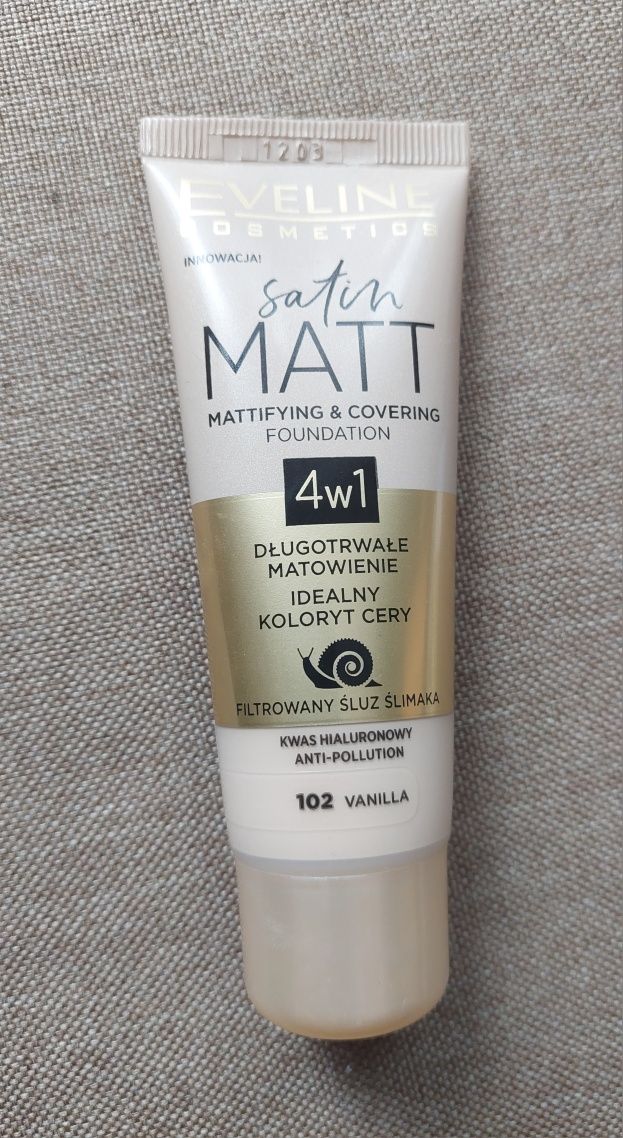 1203
EVELINE
COSMETICS
INNOWACJA!
satin
MATT
MATTIFYING & COVERING
FOUNDATION
4w1
DŁUGOTRWAŁE
MATOWIENIE
IDEALNY
KOLORYT CERY
FILTROWANY ŚLUZ ŚLIMAKA
KWAS HIALURONOWY
ANTI-POLLUTION
102 VANILLA